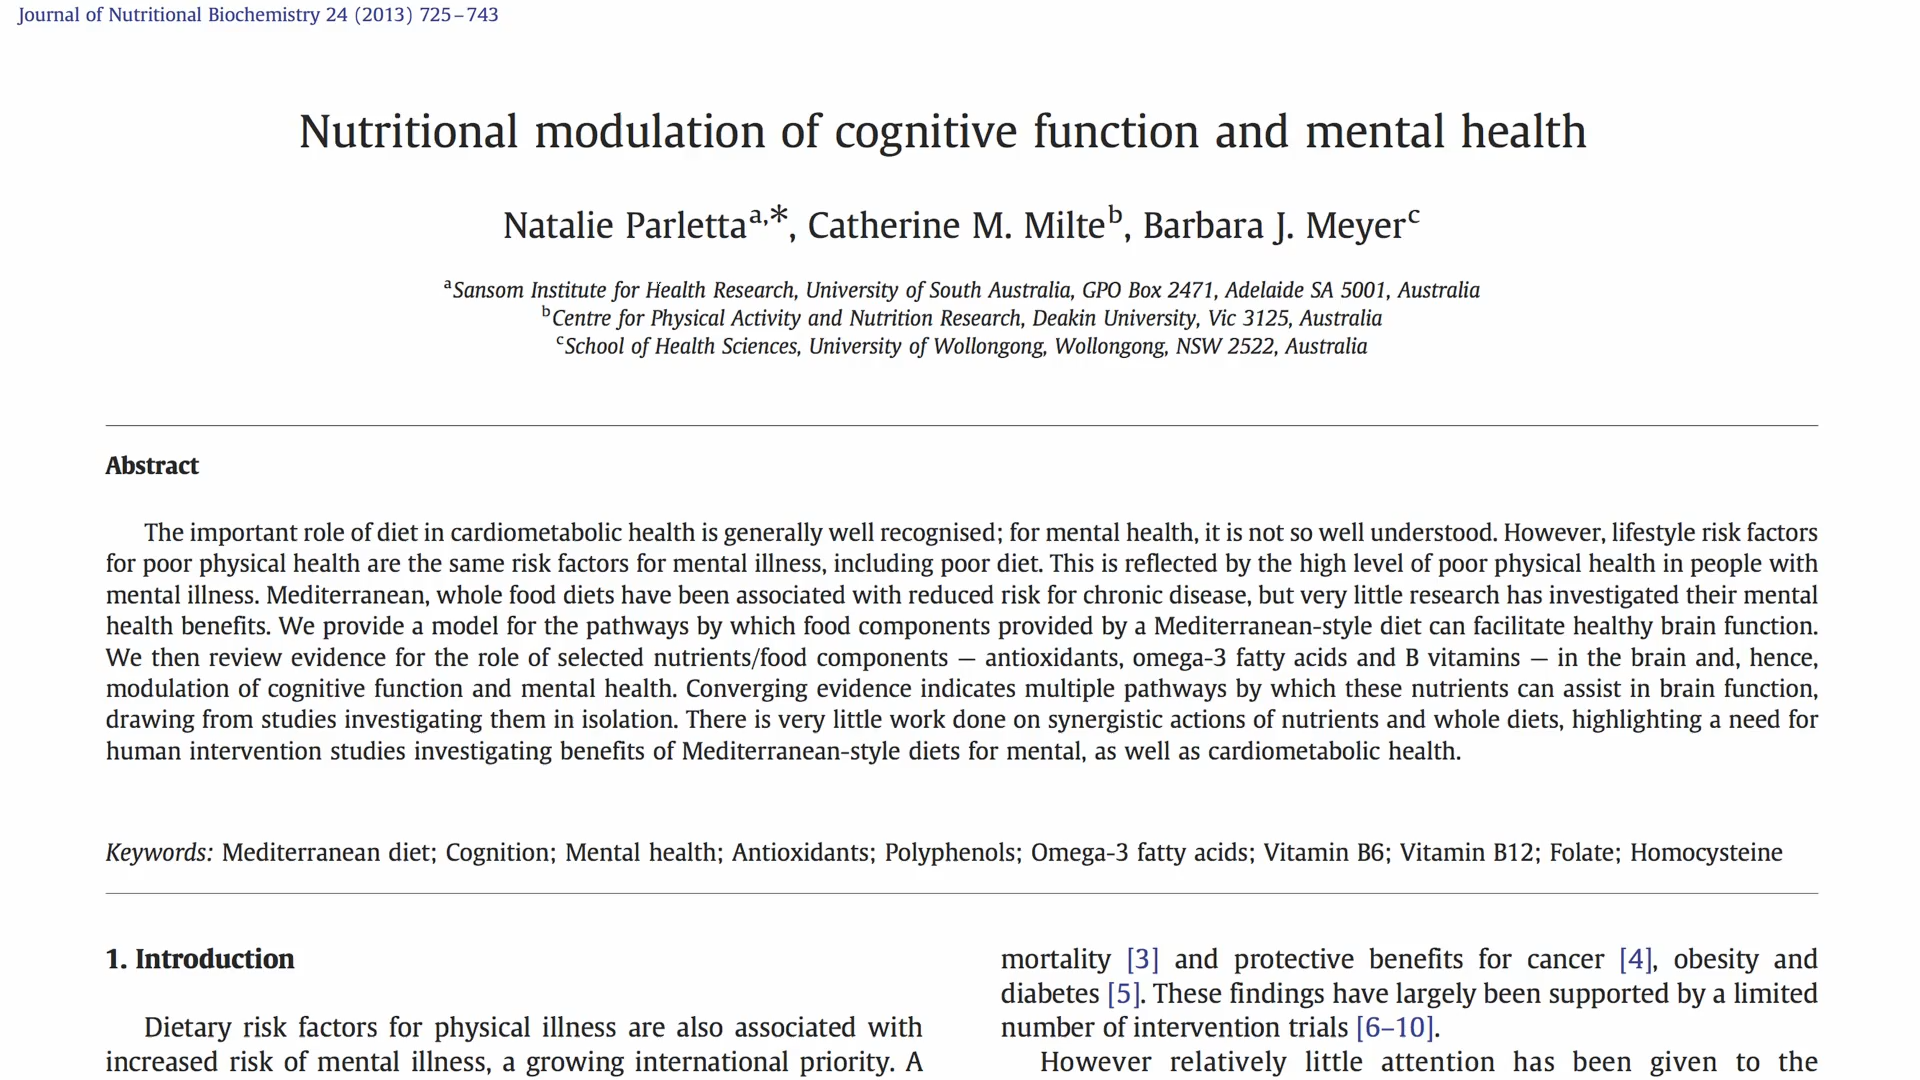 Journal of Nutritional Biochemistry 24 (2013) 725–743
Nutritional modulation of cognitive function and mental health
Natalie Parletta a,*, Catherine M. Milte b, Barbara J. Meyer c
a Sansom Institute for Health Research, University of South Australia, GPO Box 2471, Adelaide SA 5001, Australia
b Centre for Physical Activity and Nutrition Research, Deakin University, Vic 3125, Australia
c School of Health Sciences, University of Wollongong, Wollongong, NSW 2522, Australia
Abstract
The important role of diet in cardiometabolic health is generally well recognised; for mental health, it is not so well understood. However, lifestyle risk factors
for poor physical health are the same risk factors for mental illness, including poor diet. This is reflected by the high level of poor physical health in people with
mental illness. Mediterranean, whole food diets have been associated with reduced risk for chronic disease, but very little research has investigated their mental
health benefits. We provide a model for the pathways by which food components provided by a Mediterranean-style diet can facilitate healthy brain function.
We then review evidence for the role of selected nutrients/food components — antioxidants, omega-3 fatty acids and B vitamins — in the brain and, hence,
modulation of cognitive function and mental health. Converging evidence indicates multiple pathways by which these nutrients can assist in brain function,
drawing from studies investigating them in isolation. There is very little work done on synergistic actions of nutrients and whole diets, highlighting a need for
human intervention studies investigating benefits of Mediterranean-style diets for mental, as well as cardiometabolic health.
Keywords: Mediterranean diet; Cognition; Mental health; Antioxidants; Polyphenols; Omega-3 fatty acids; Vitamin B6; Vitamin B12; Folate; Homocysteine
1. Introduction
Dietary risk factors for physical illness are also associated with
increased risk of mental illness, a growing international priority. A
mortality [3] and protective benefits for cancer [4], obesity and
diabetes [5]. These findings have largely been supported by a limited
number of intervention trials [6–10].
However relatively little attention has been given to the